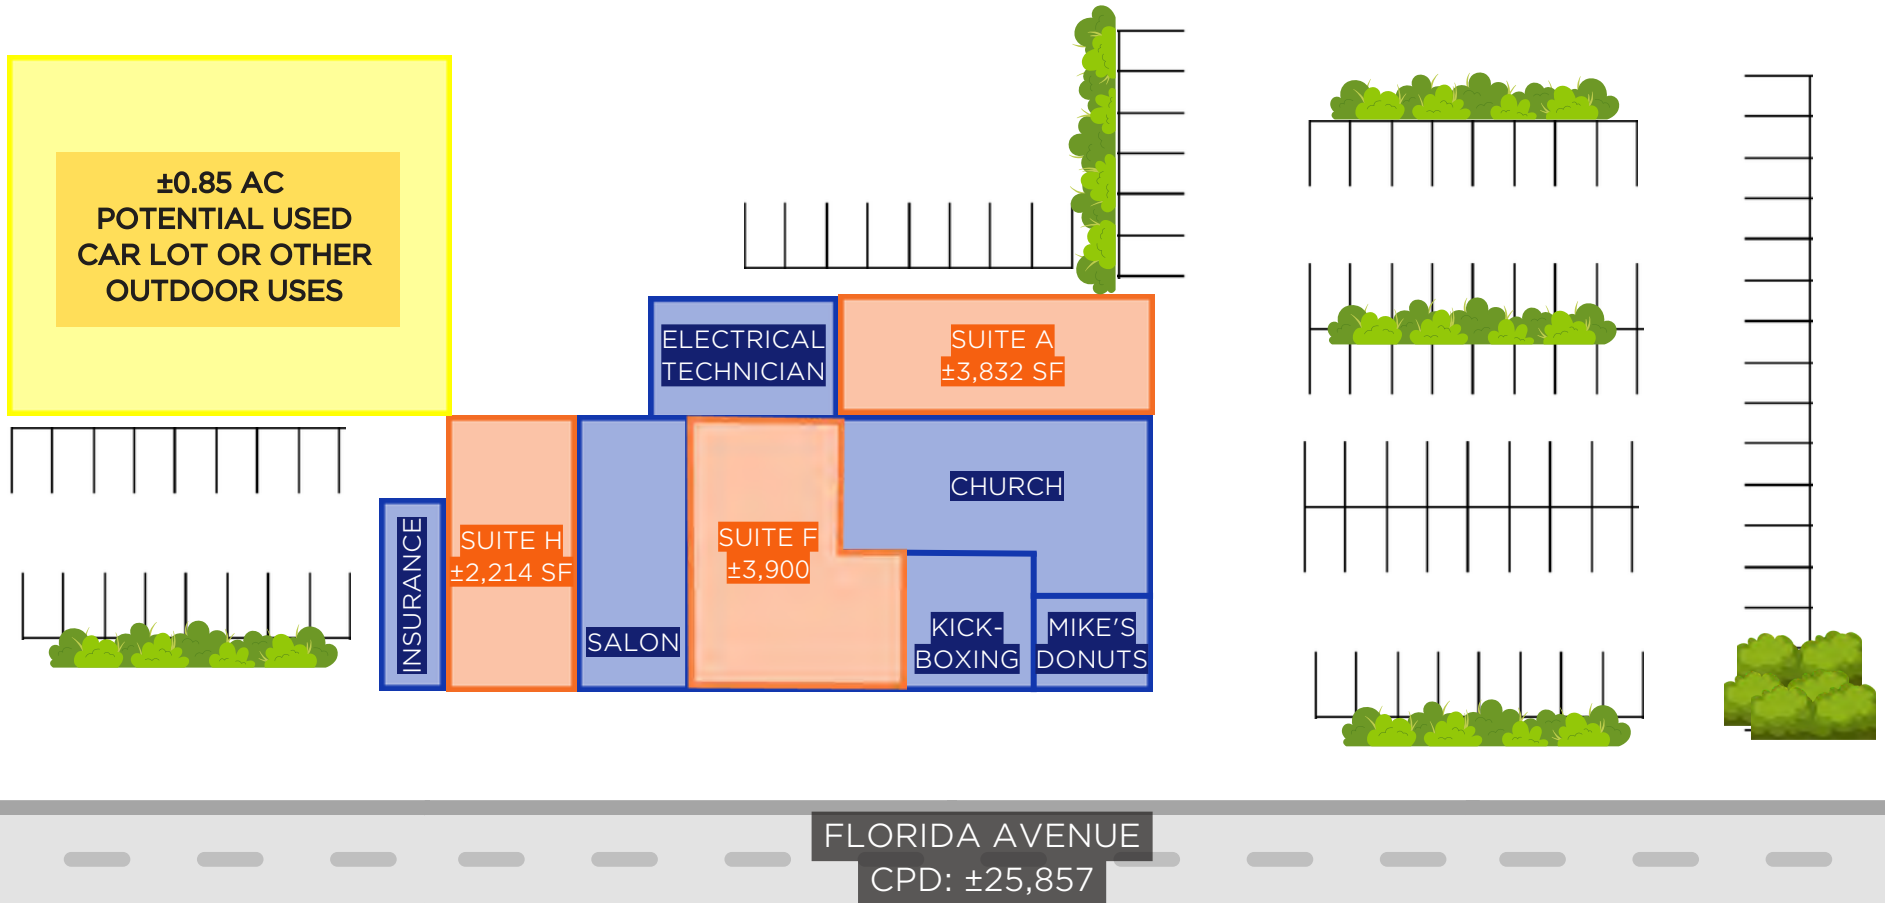 ±0.85 AC
POTENTIAL USED
CAR LOT OR OTHER
OUTDOOR USES
ELECTRICAL
TECHNICIAN
SUITE A
±3,832 SF
INSURANCE
SUITE H
±2,214 SF
SALON
SUITE F
±3,900
CHURCH
KICK-
BOXING
MIKE'S
DONUTS
FLORIDA AVENUE
CPD: ±25,857